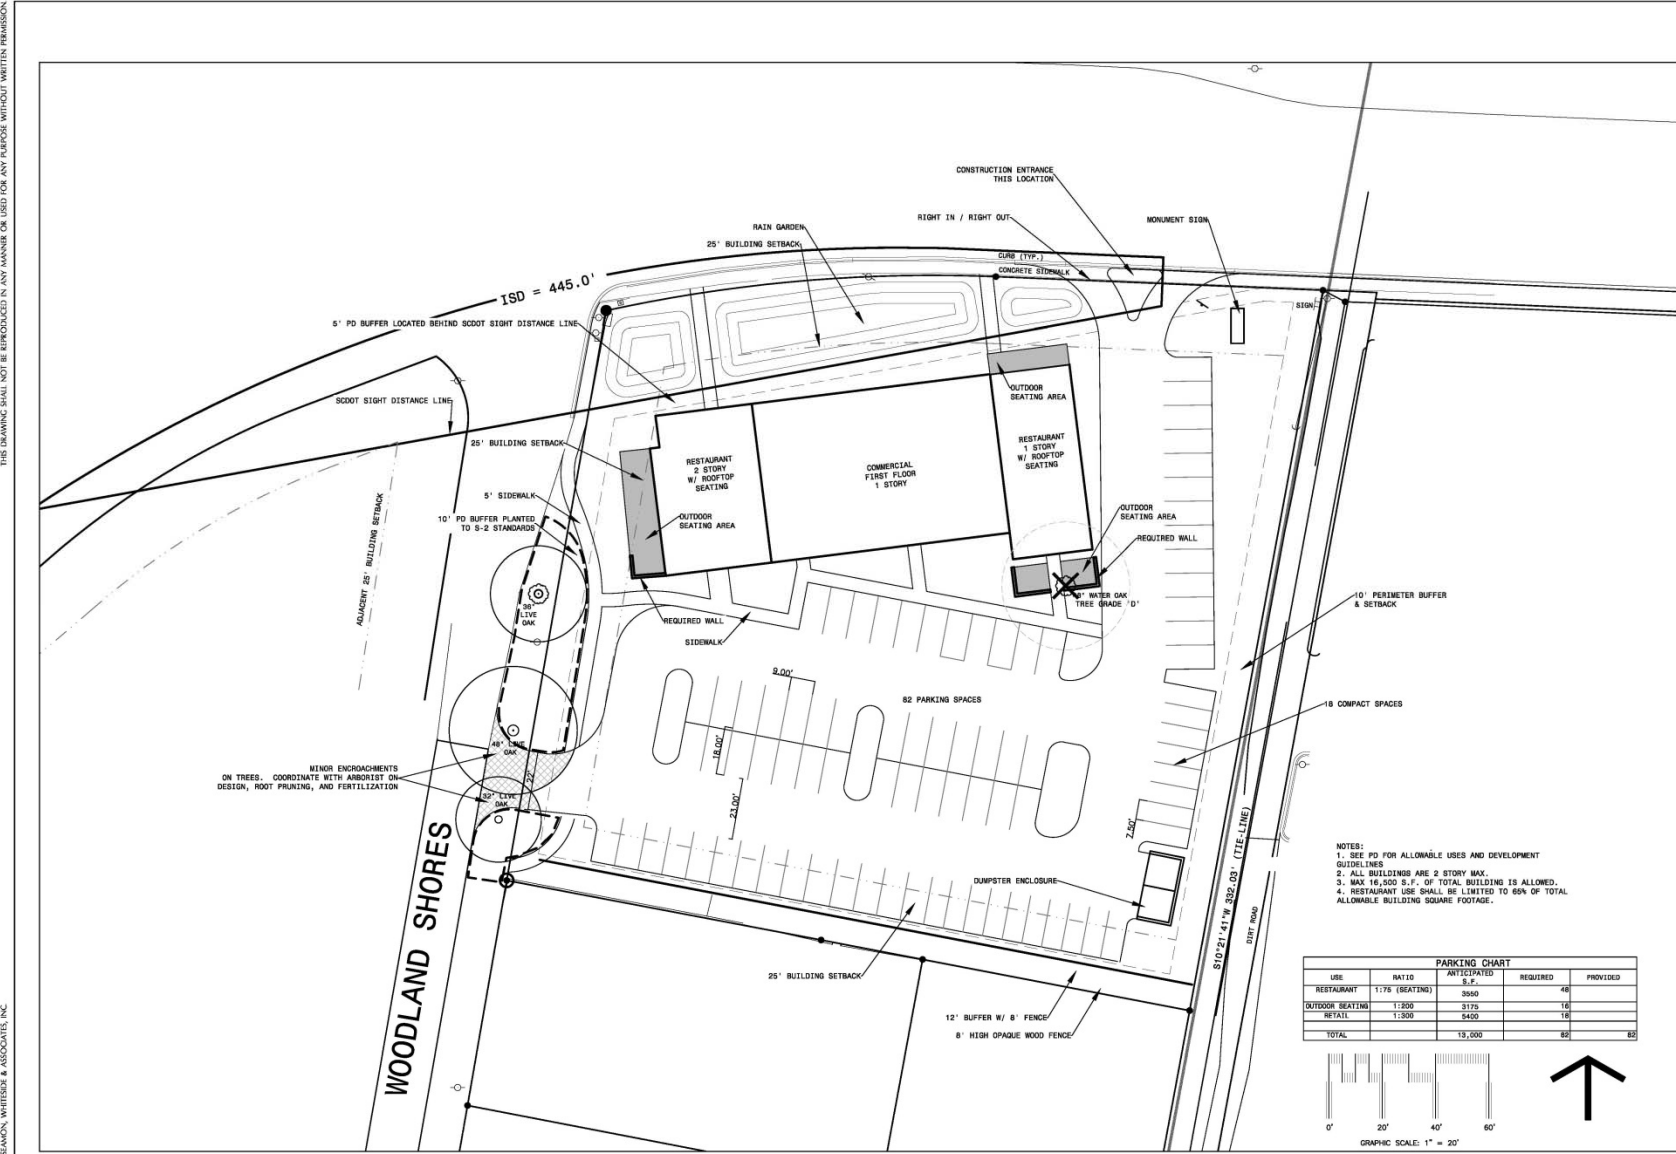 THIS DRAWING SHALL NOT BE REPRODUCED IN ANY MANNER OR USED FOR ANY PURPOSE WITHOUT WRITTEN PERMISSION.
SEAMON, WHITESIDE & ASSOCIATES, INC
CONSTRUCTION ENTRANCE
THIS LOCATION
RIGHT IN / RIGHT OUT
MONUMENT SIGN
RAIN GARDEN
25' BUILDING SETBACK
CURB (TYP.)
CONCRETE SIDEWALK
ISD = 445.0'
SIGN
5' PD BUFFER LOCATED BEHIND SCDOT SIGHT DISTANCE LINE
SCDOT SIGHT DISTANCE LINE
OUTDOOR
SEATING AREA
25' BUILDING SETBACK
RESTAURANT
2 STORY
W/ ROOFTOP
SEATING
COMMERCIAL
FIRST FLOOR
1 STORY
RESTAURANT
1 STORY
W/ ROOFTOP
SEATING
5' SIDEWALK
10' PD BUFFER PLANTED
TO S-2 STANDARDS
OUTDOOR
SEATING AREA
OUTDOOR
SEATING AREA
REQUIRED WALL
ADJACENT 25' BUILDING SETBACK
36"
LIVE
OAK
WATER OAK
TREE GRADE 'D'
10' PERIMETER BUFFER
& SETBACK
REQUIRED WALL
SIDEWALK
9.00'
82 PARKING SPACES
18 COMPACT SPACES
18.00'
48" LIVE
OAK
MINOR ENCROACHMENTS
ON TREES. COORDINATE WITH ARBORIST ON
DESIGN, ROOT PRUNING, AND FERTILIZATION
22'
32" LIVE
OAK
23.00'
7.50'
WOODLAND SHORES
DUMPSTER ENCLOSURE
S10°21'41"W 332.03' (TIE-LINE)
DIRT ROAD
25' BUILDING SETBACK
12' BUFFER W/ 8' FENCE
8' HIGH OPAQUE WOOD FENCE
NOTES:
1. SEE PD FOR ALLOWABLE USES AND DEVELOPMENT
GUIDELINES
2. ALL BUILDINGS ARE 2 STORY MAX.
3. MAX 16,500 S.F. OF TOTAL BUILDING IS ALLOWED.
4. RESTAURANT USE SHALL BE LIMITED TO 65% OF TOTAL
ALLOWABLE BUILDING SQUARE FOOTAGE.
PARKING CHART
USE RATIO ANTICIPATED S.F. REQUIRED PROVIDED
RESTAURANT 1:75 (SEATING) 3550 48
OUTDOOR SEATING 1:200 3175 16
RETAIL 1:300 5400 18
TOTAL 13,000 82 82
0' 20' 40' 60'
GRAPHIC SCALE: 1" = 20'